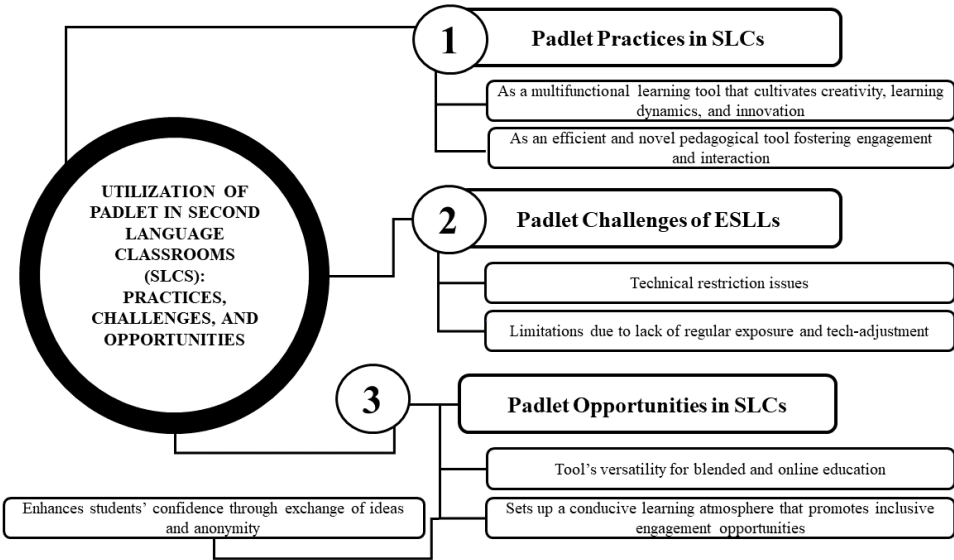 UTILIZATION OF
PADLET IN SECOND
LANGUAGE
CLASSROOMS
(SLCS):
PRACTICES,
CHALLENGES, AND
OPPORTUNITIES
1
Padlet Practices in SLCs
As a multifunctional learning tool that cultivates creativity, learning
dynamics, and innovation
As an efficient and novel pedagogical tool fostering engagement
and interaction
2
Padlet Challenges of ESLLs
Technical restriction issues
Limitations due to lack of regular exposure and tech-adjustment
3
Padlet Opportunities in SLCs
Tool’s versatility for blended and online education
Sets up a conducive learning atmosphere that promotes inclusive
engagement opportunities
Enhances students’ confidence through exchange of ideas
and anonymity